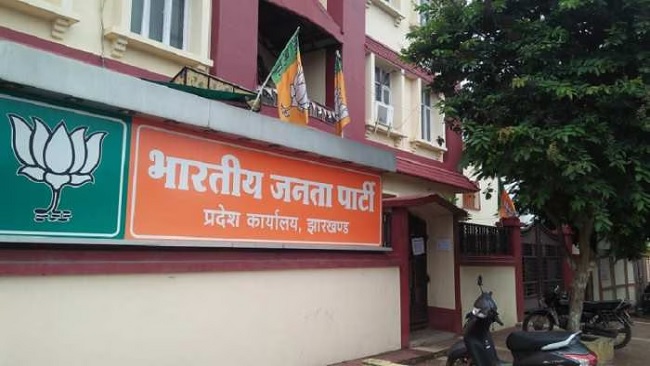 भारतीय जनता पार्टी
प्रदेश कार्यालय, झारखण्ड